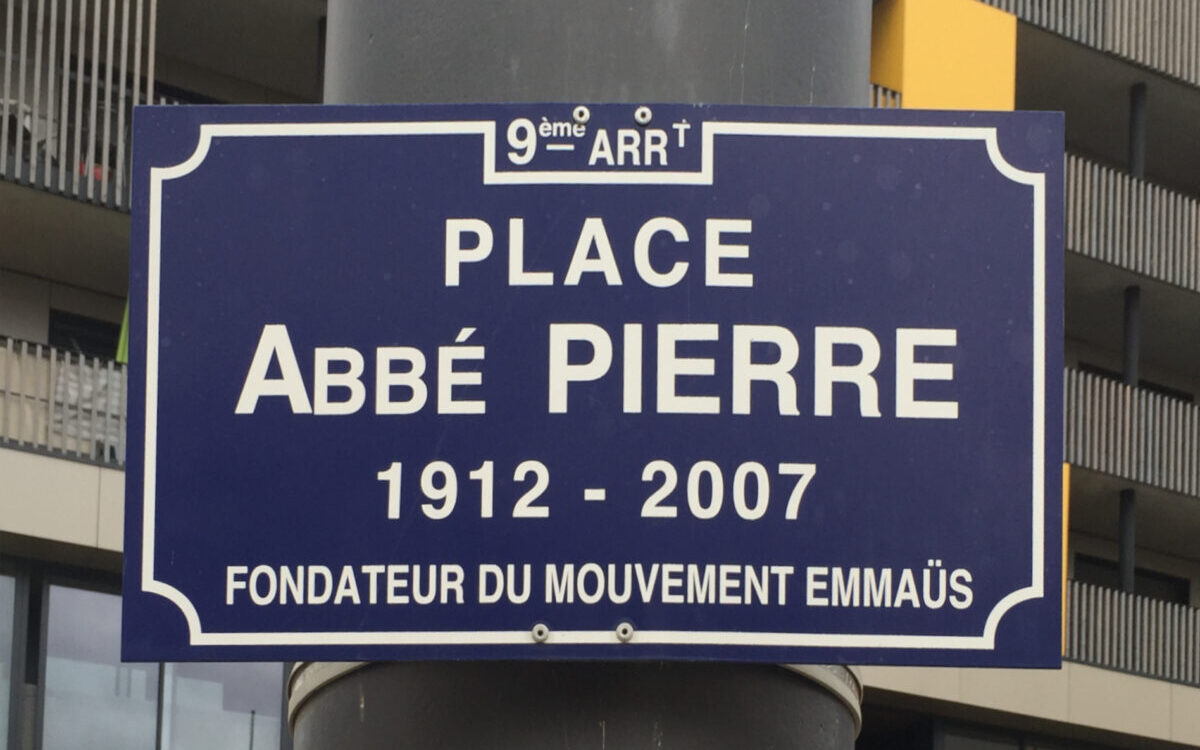 9ème ARRT
PLACE
ABBÉ PIERRE
1912 - 2007
FONDATEUR DU MOUVEMENT EMMAÜS